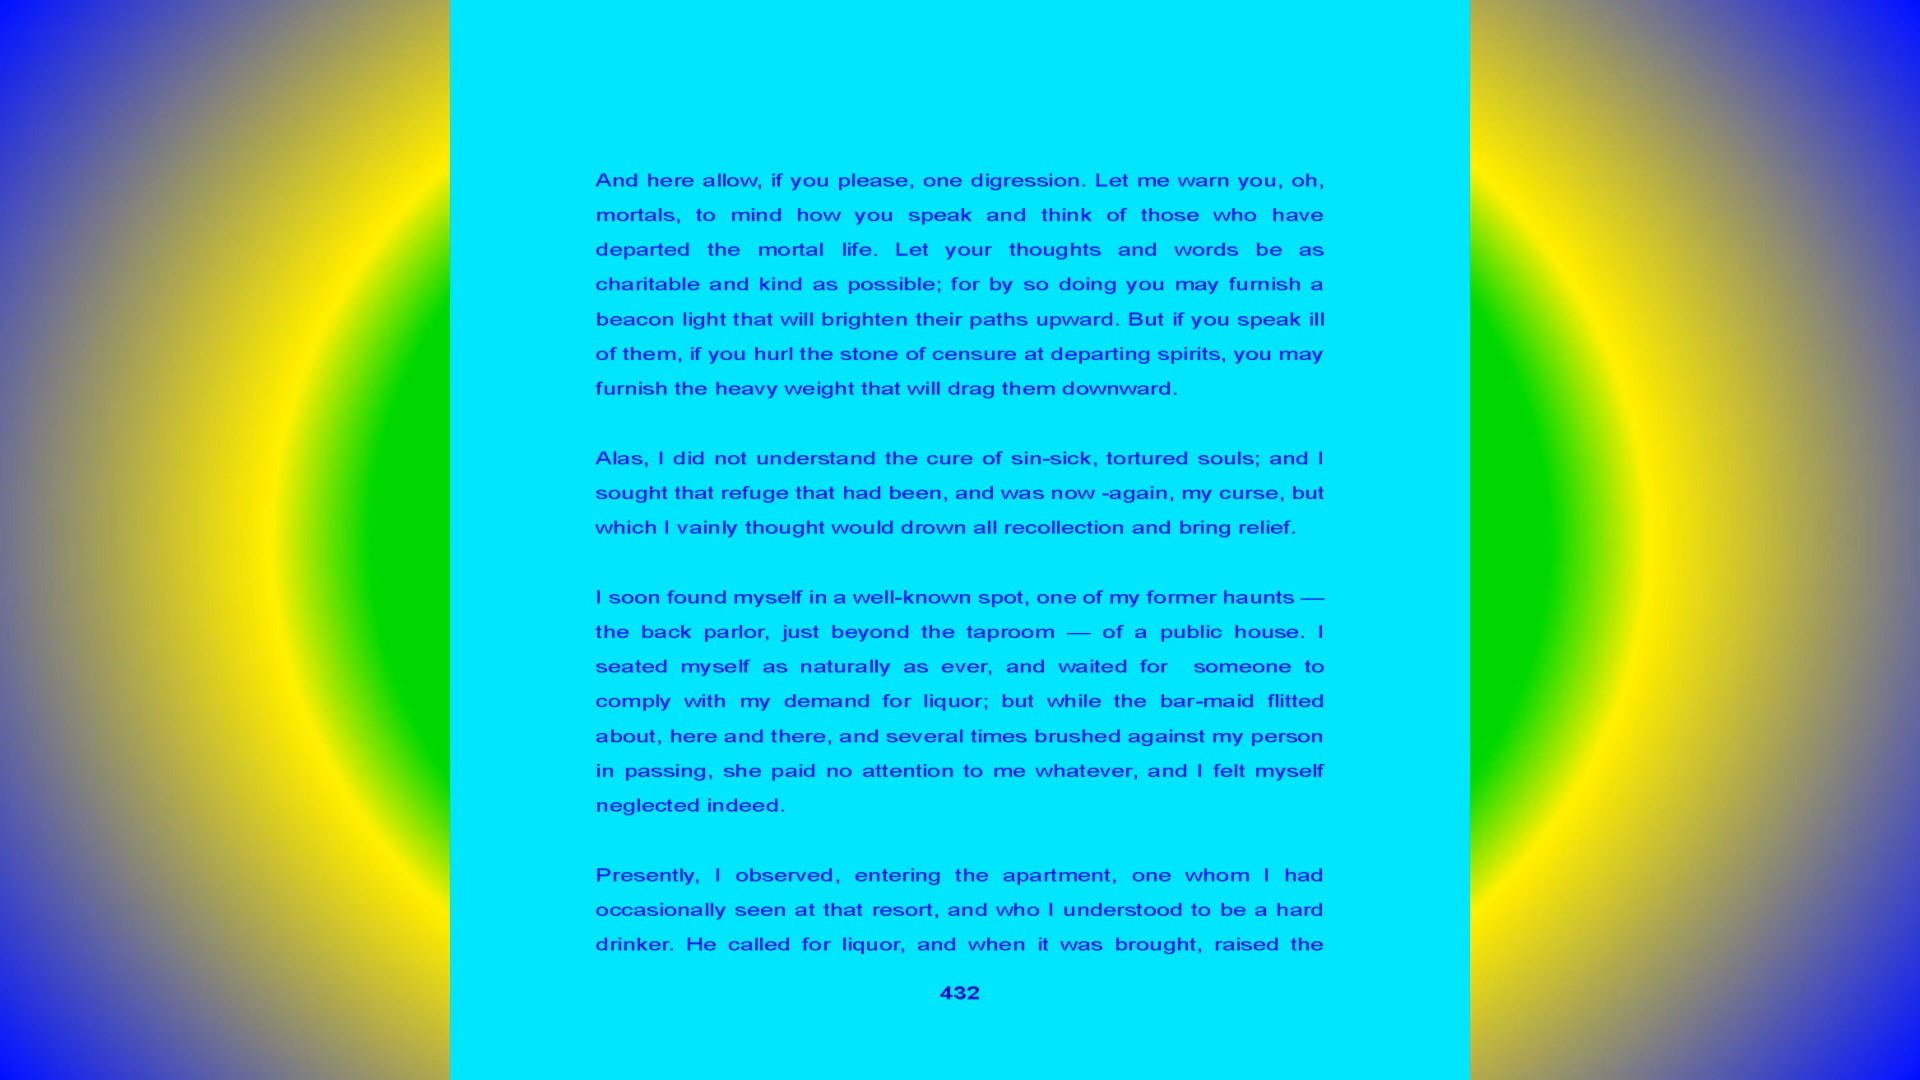 And here allow, if you please, one digression. Let me warn you, oh,
mortals, to mind how you speak and think of those who have
departed the mortal life. Let your thoughts and words be as
charitable and kind as possible; for by so doing you may furnish a
beacon light that will brighten their paths upward. But if you speak ill
of them, if you hurl the stone of censure at departing spirits, you may
furnish the heavy weight that will drag them downward.
Alas, I did not understand the cure of sin-sick, tortured souls; and I
sought that refuge that had been, and was now -again, my curse, but
which I vainly thought would drown all recollection and bring relief.
I soon found myself in a well-known spot, one of my former haunts —
the back parlor, just beyond the taproom — of a public house. I
seated myself as naturally as ever, and waited for someone to
comply with my demand for liquor; but while the bar-maid flitted
about, here and there, and several times brushed against my person
in passing, she paid no attention to me whatever, and I felt myself
neglected indeed.
Presently, I observed, entering the apartment, one whom I had
occasionally seen at that resort, and who I understood to be a hard
drinker. He called for liquor, and when it was brought, raised the
432